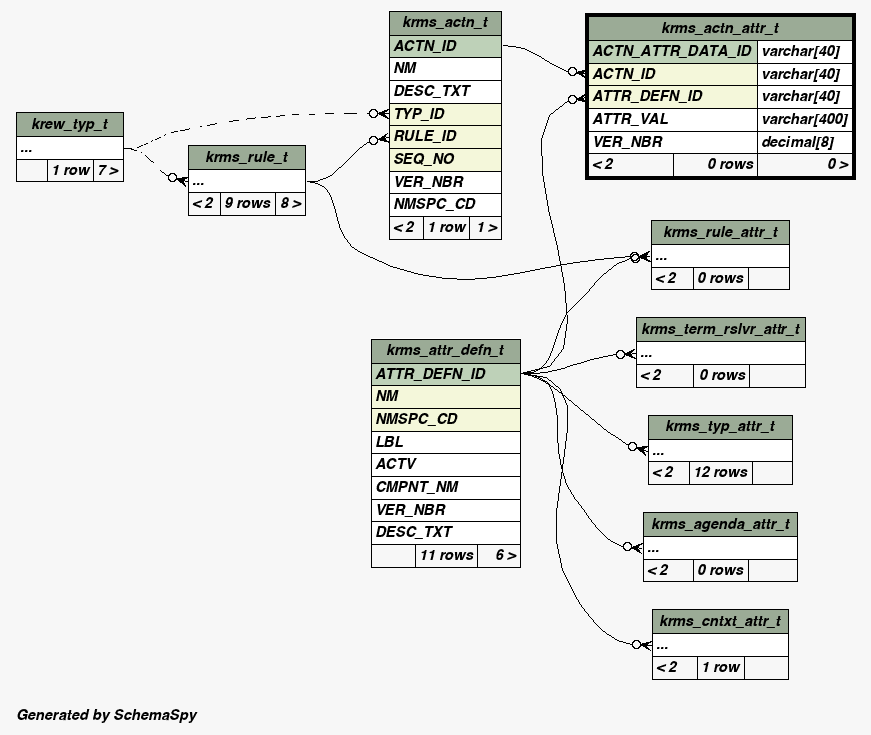 krms_actn_t
ACTN_ID
NM
DESC_TXT
TYP_ID
RULE_ID
SEQ_NO
VER_NBR
NMSPC_CD
< 2 1 row 1 >
krms_actn_attr_t
ACTN_ATTR_DATA_ID varchar[40]
ACTN_ID varchar[40]
ATTR_DEFN_ID varchar[40]
ATTR_VAL varchar[400]
VER_NBR decimal[8]
< 2 0 rows 0 >
krew_typ_t
...
1 row 7 >
krms_rule_t
...
< 2 9 rows 8 >
krms_rule_attr_t
...
< 2 0 rows
krms_term_rslvr_attr_t
...
< 2 0 rows
krms_attr_defn_t
ATTR_DEFN_ID
NM
NMSPC_CD
LBL
ACTV
CMPNT_NM
VER_NBR
DESC_TXT
11 rows 6 >
krms_typ_attr_t
...
< 2 12 rows
krms_agenda_attr_t
...
< 2 0 rows
krms_cntxt_attr_t
...
< 2 1 row
Generated by SchemaSpy